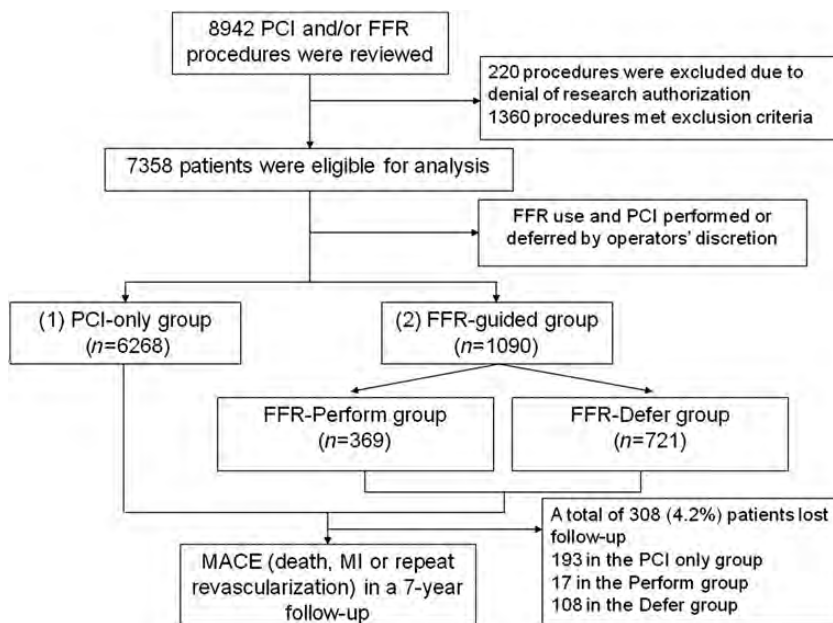 8942 PCI and/or FFR
procedures were reviewed
220 procedures were excluded due to
denial of research authorization
1360 procedures met exclusion criteria
7358 patients were eligible for analysis
FFR use and PCI performed or
deferred by operators' discretion
(1) PCI-only group
(n=6268)
(2) FFR-guided group
(n=1090)
FFR-Perform group
(n=369)
FFR-Defer group
(n=721)
A total of 308 (4.2%) patients lost
follow-up
193 in the PCI only group
17 in the Perform group
108 in the Defer group
MACE (death, MI or repeat
revascularization) in a 7-year
follow-up